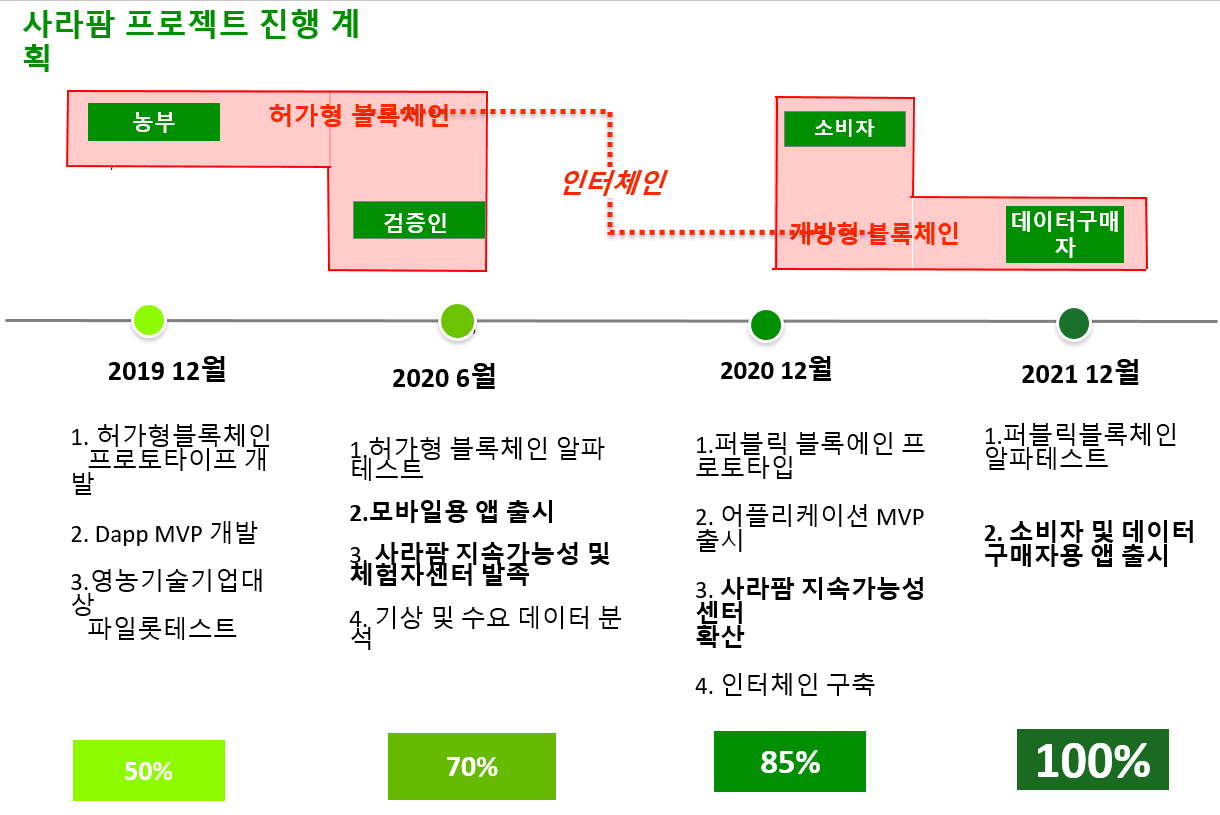 사라팜 프로젝트 진행 계
획
농부
허가형 블록체인
검증인
인터체인
소비자
개방형 블록체인
데이터구매
자
2019 12월
1. 허가형블록체인
프로토타이프 개
발
2. Dapp MVP 개발
3.영농기술기업대
상
파일롯테스트
50%
2020 6월
1.허가형 블록체인 알파
테스트
2.모바일용 앱 출시
3. 사라팜 지속가능성 및
체험자센터 발족
4. 기상 및 수요 데이터 분
석
70%
2020 12월
1.퍼블릭 블록에인 프
로토타입
2. 어플리케이션 MVP
출시
3. 사라팜 지속가능성
센터
확산
4. 인터체인 구축
85%
2021 12월
1.퍼블릭블록체인
알파테스트
2. 소비자 및 데이터
구매자용 앱 출시
100%